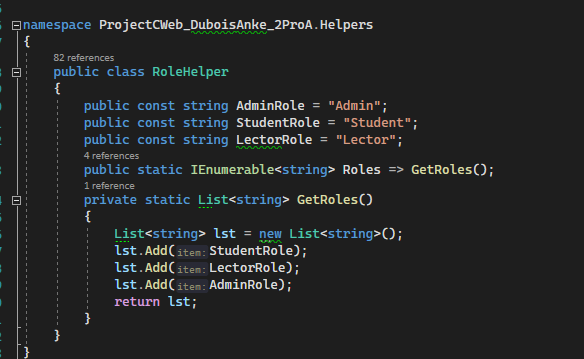 namespace ProjectCWeb_DuboisAnke_2ProA.Helpers
{
82 references
public class RoleHelper
{
public const string AdminRole = "Admin";
public const string StudentRole = "Student";
public const string LectorRole = "Lector";
4 references
public static IEnumerable<string> Roles => GetRoles();
1 reference
private static List<string> GetRoles()
{
List<string> lst = new List<string>();
lst.Add(item:StudentRole);
lst.Add(item:LectorRole);
lst.Add(item:AdminRole);
return lst;
}
}
}